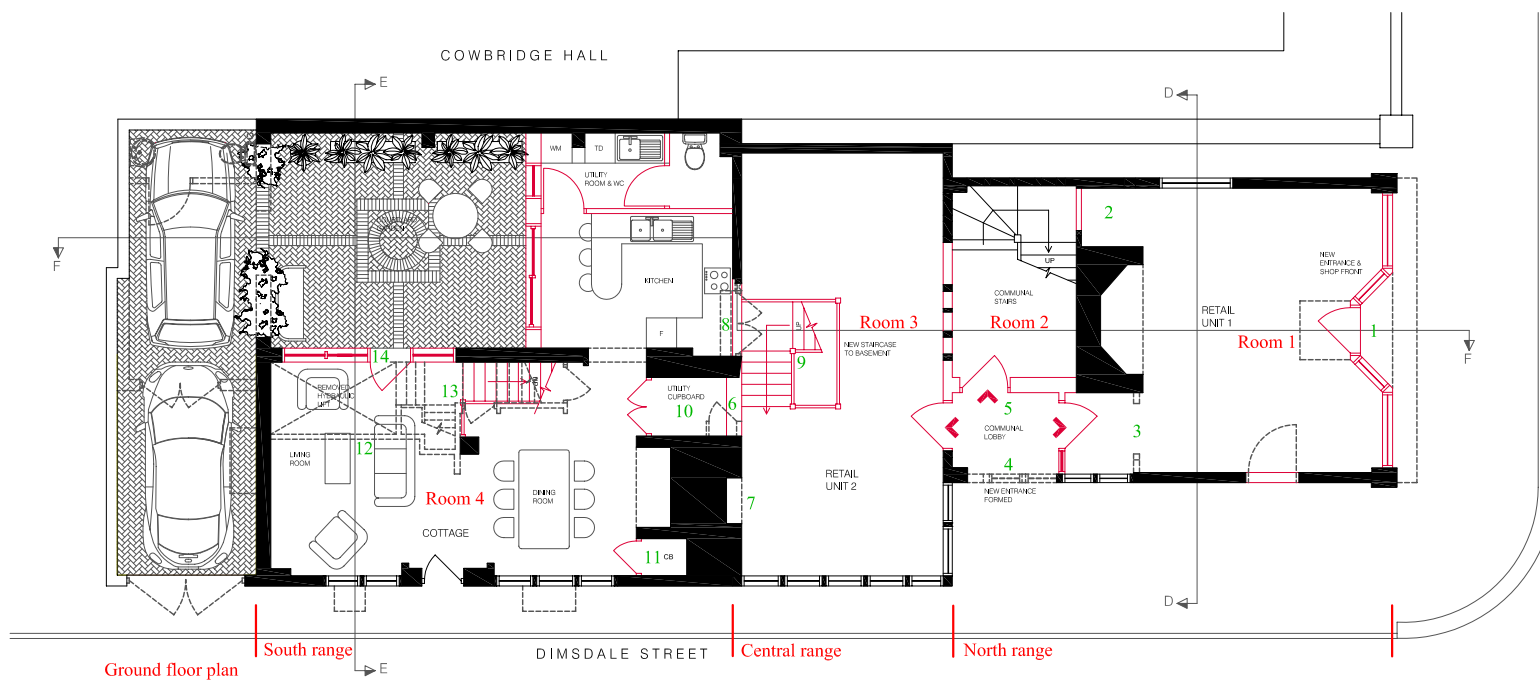 COWBRIDGE HALL
E
D
WM
TD
UTILITY
ROOM & WC
2
F
KITCHEN
UP
NEW
ENTRANCE &
SHOP FRONT
COMMUNAL
STAIRS
RETAIL
UNIT 1
8
UP
Room 3
Room 2
Room 1
1
F
F
NEW STAIRCASE
TO BASEMENT
14
9
REMOVED
HYDRAULIC
LIFT
13
UTILITY
CUPBOARD
10
6
5
COMMUNAL
LOBBY
3
12
LIVING
ROOM
4
RETAIL
UNIT 2
Room 4
DINING
ROOM
7
NEW ENTRANCE
FORMED
COTTAGE
11 CB
D
South range
DIMSDALE STREET
Central range
North range
Ground floor plan
E